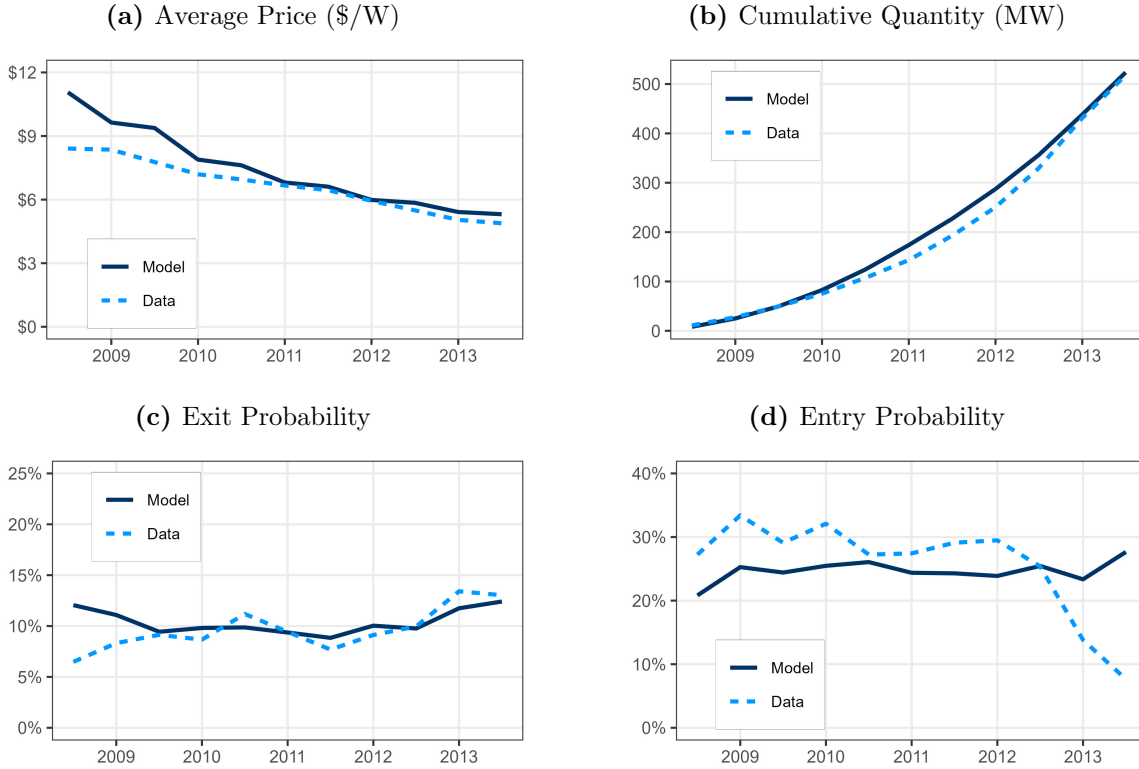 (a) Average Price ($/W)
$12
$9
$6
$3
$0
Model
Data
2009 2010 2011 2012 2013
(b) Cumulative Quantity (MW)
500
400
300
200
100
0
Model
Data
2009 2010 2011 2012 2013
(c) Exit Probability
25%
20%
15%
10%
5%
0%
Model
Data
2009 2010 2011 2012 2013
(d) Entry Probability
40%
30%
20%
10%
0%
Model
Data
2009 2010 2011 2012 2013